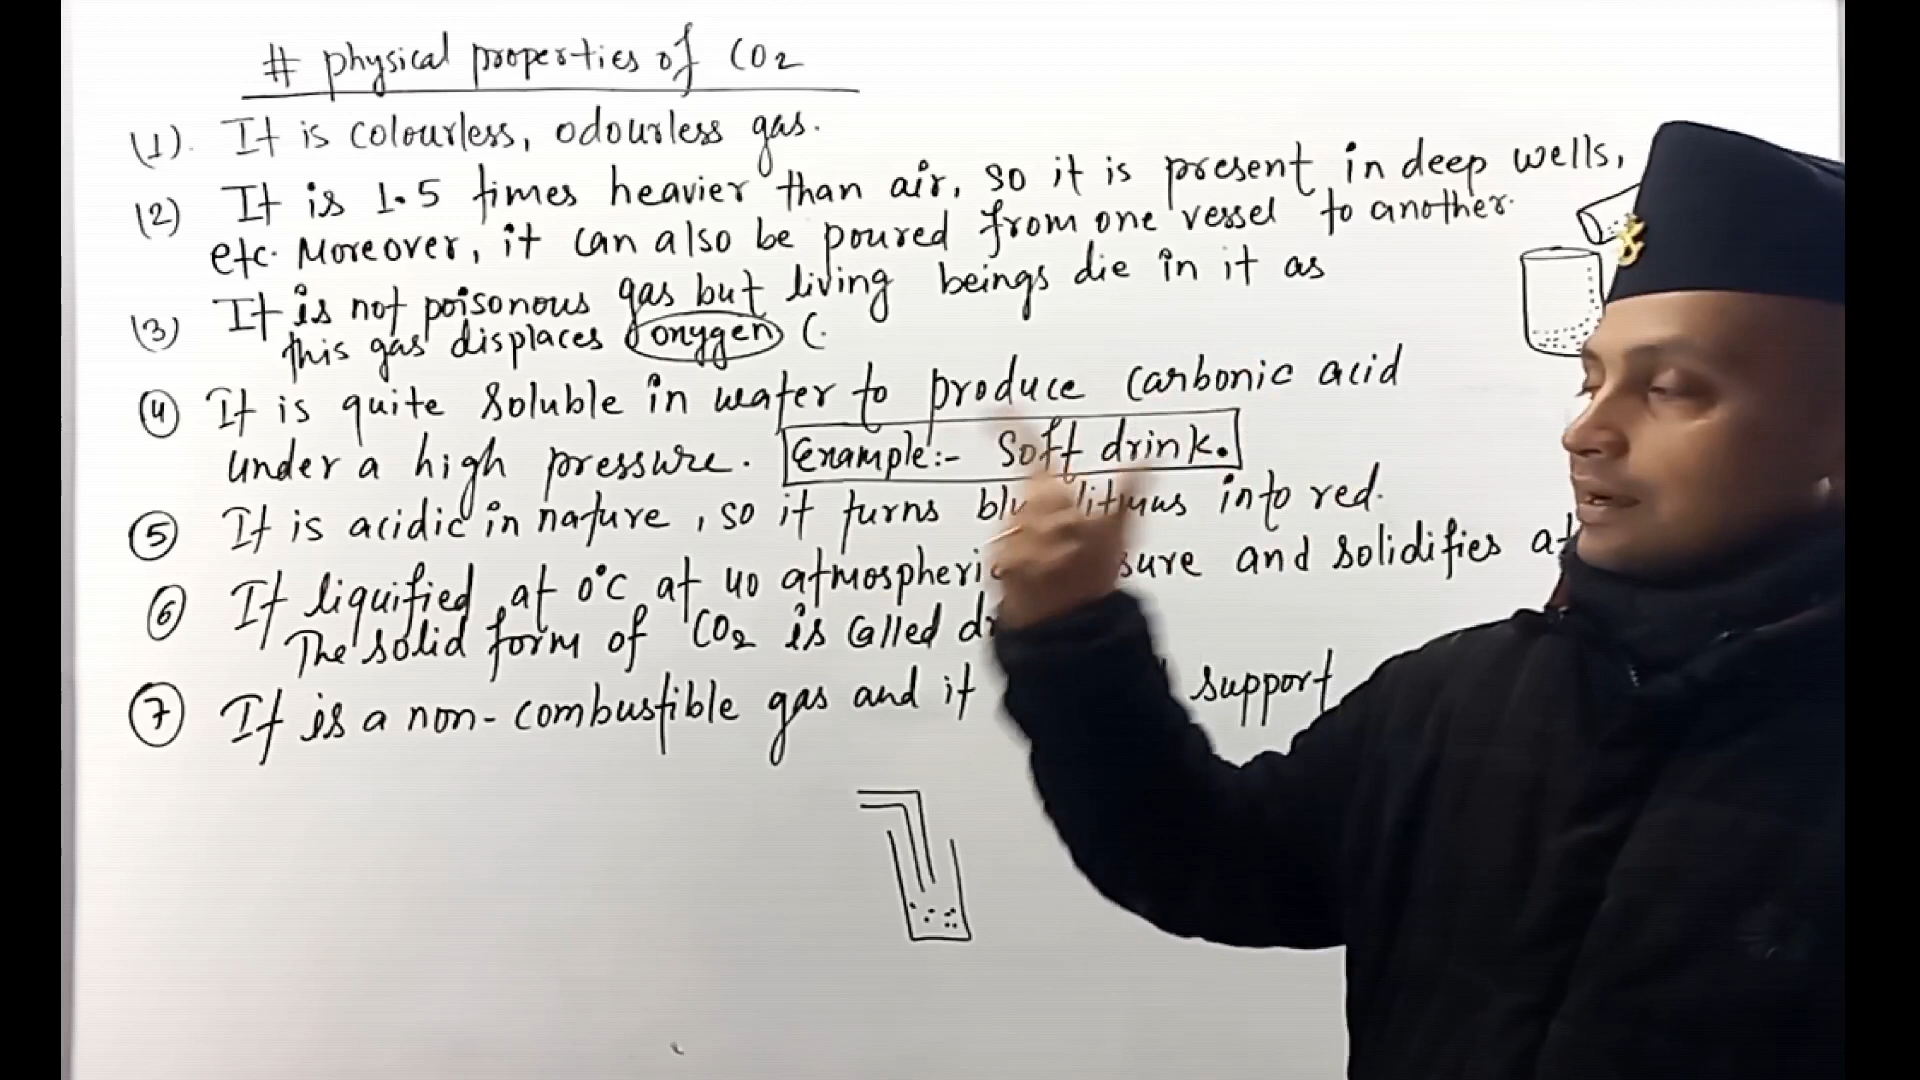 # physical properties of CO2
(1). It is colourless, odourless gas.
(2) It is 1.5 times heavier than air, so it is present in deep wells,
etc. Moreover, it can also be poured from one vessel to another.
(3) It is not poisonous gas but living beings die in it as
this gas displaces oxygen (.
(4) It is quite soluble in water to produce carbonic acid
under a high pressure. Example:- Soft drink.
(5) It is acidic in nature, so it turns litmus into red.
(6) It liquified at 0°C at 40 and solidifies at
The solid form of CO2 is called
(7) It is a non-combustible gas and it support